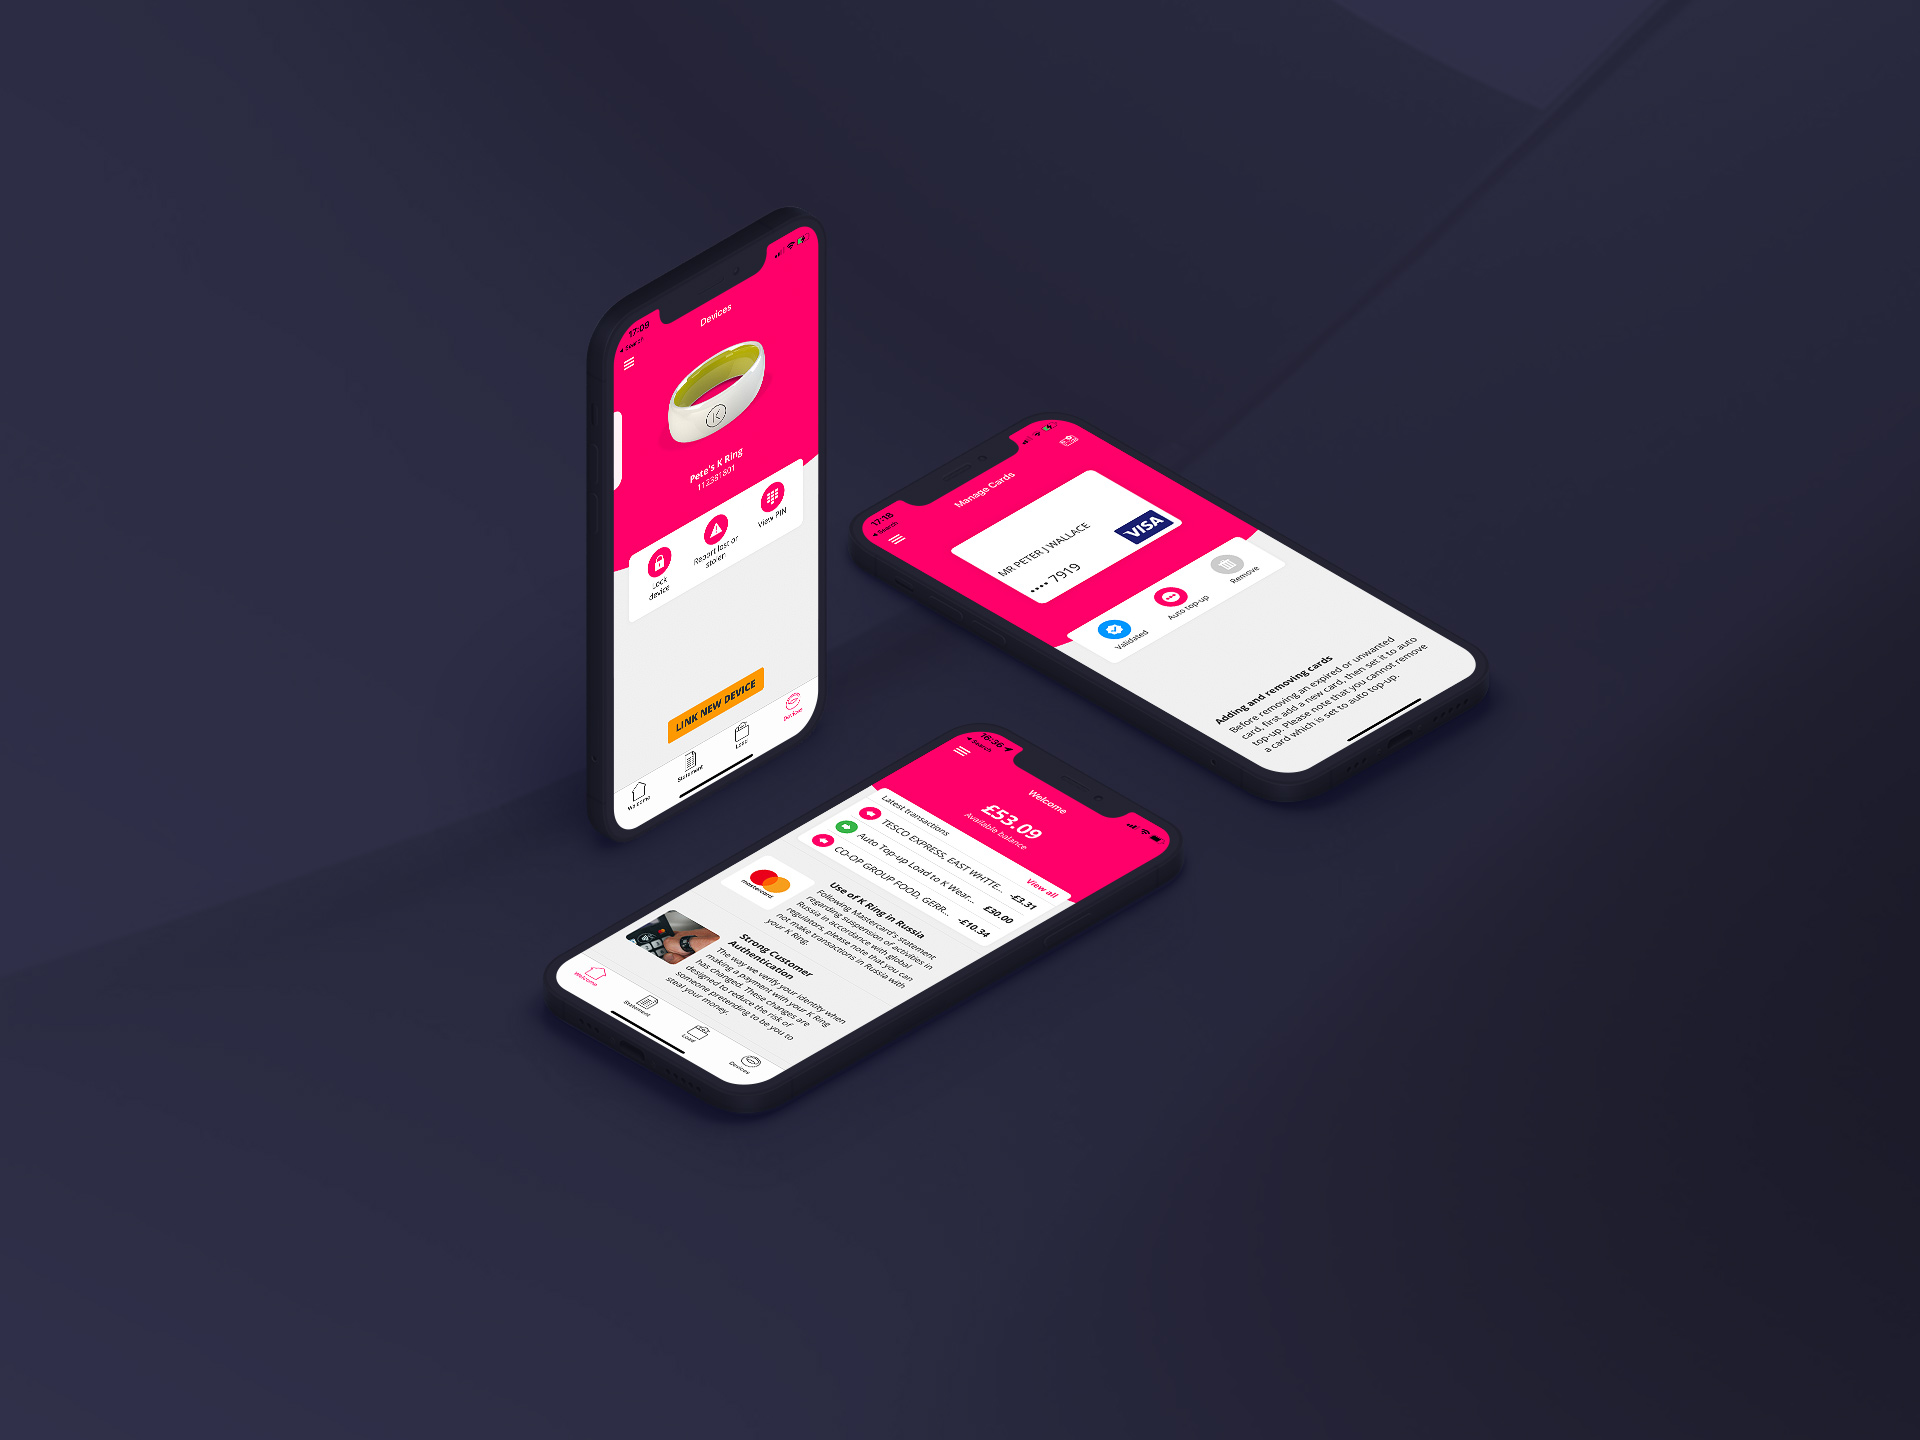 17:09
Search
Devices
K
Pete's K Ring
112381801
Lock
device
Report lost or
stolen
View PIN
LINK NEW DEVICE
Welcome
Statement
Load
Devices
17:18
Search
Manage Cards
MR PETER J WALLACE
•••• 7919
VISA
Validated
Auto top-up
Remove
Adding and removing cards
Before removing an expired or unwanted
card, first add a new card, then set it to auto
top-up. Please note that you cannot remove
a card which is set to auto top-up.
16:36
Search
Welcome
£53.09
Available balance
Latest transactions
View all
TESCO EXPRESS, EAST WHTTE... -£3.31
Auto Top-up Load to K Wear... £30.00
CO-OP GROUP FOOD, GERR... -£10.34
mastercard
Use of K Ring in Russia
Following Mastercard's statement
regarding suspension of activities in
Russia in accordance with global
regulators, please note that you can
not make transactions in Russia with
your K Ring.
Strong Customer
Authentication
The way we verify your identity when
making a payment with your K Ring
has changed. These changes are
designed to reduce the risk of
someone pretending to be you to
steal your money.
Welcome
Statement
Load
Devices